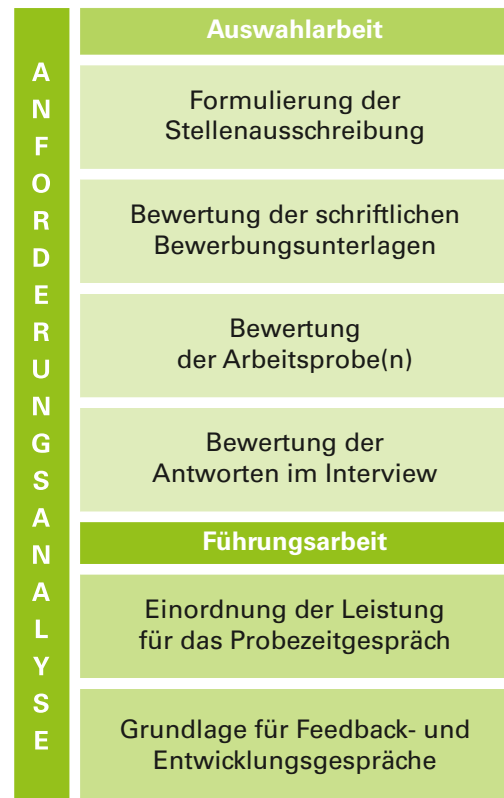 ANFORDERUNGSANALYSE
Auswahlarbeit
Formulierung der
Stellenausschreibung
Bewertung der schriftlichen
Bewerbungsunterlagen
Bewertung
der Arbeitsprobe(n)
Bewertung der
Antworten im Interview
Führungsarbeit
Einordnung der Leistung
für das Probezeitgespräch
Grundlage für Feedback- und
Entwicklungsgespräche